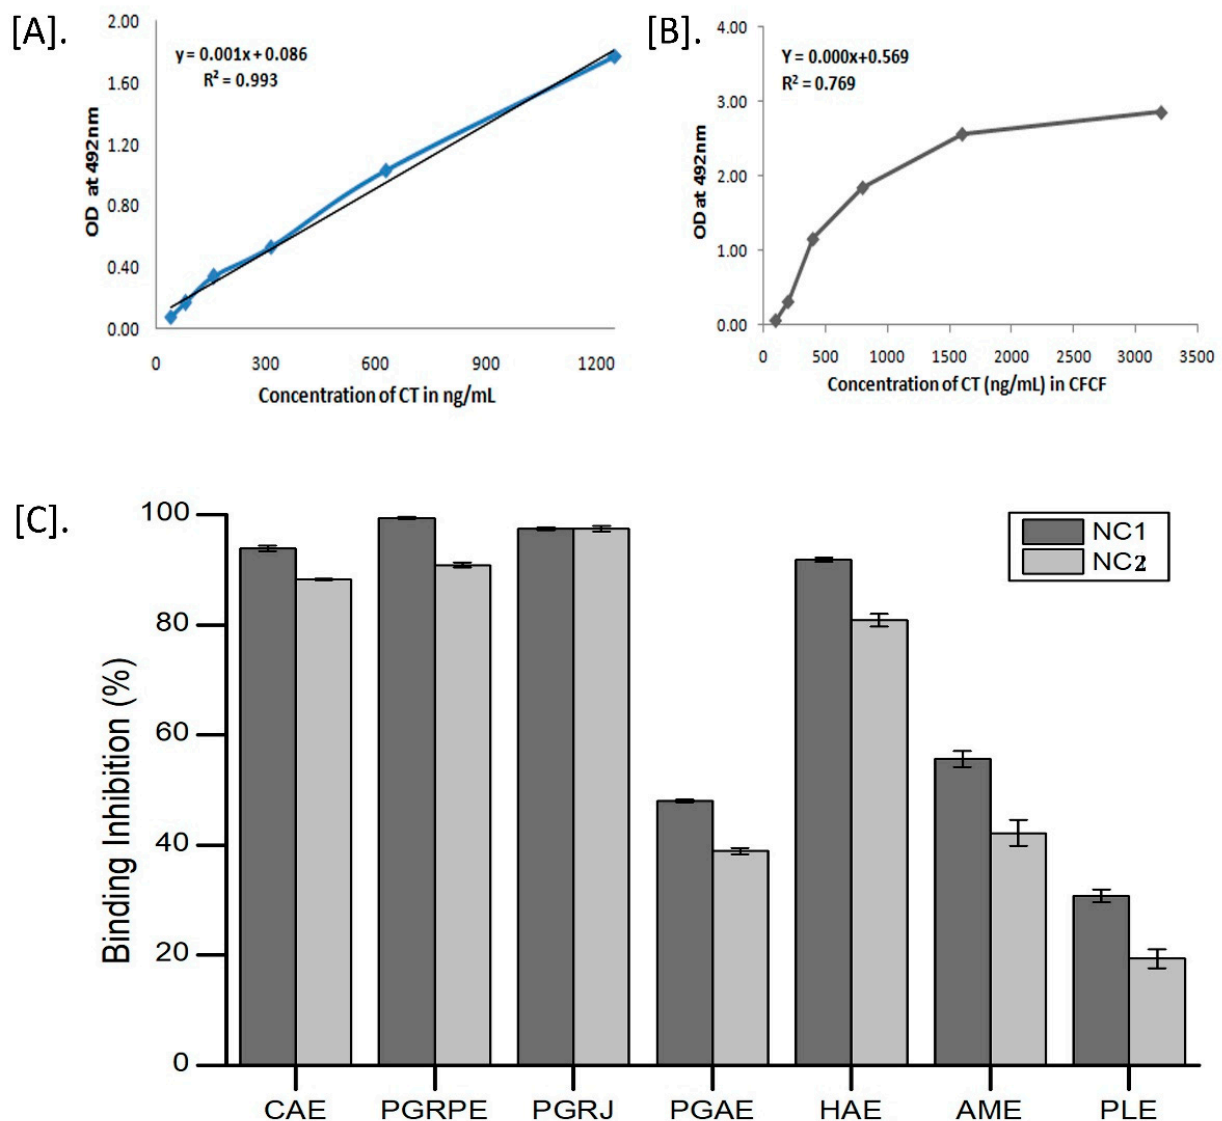 [A].
y = 0.001x + 0.086
R² = 0.993
2.00
1.60
1.20
0.80
0.40
0.00
OD at 492nm
0 300 600 900 1200
Concentration of CT in ng/mL
[B].
Y = 0.000x+0.569
R² = 0.769
4.00
3.00
2.00
1.00
0.00
OD at 492nm
0 500 1000 1500 2000 2500 3000 3500
Concentration of CT (ng/mL) in CFCF
[C].
NC1
NC2
100
80
60
40
20
0
Binding Inhibition (%)
CAE PGRPE PGRJ PGAE HAE AME PLE